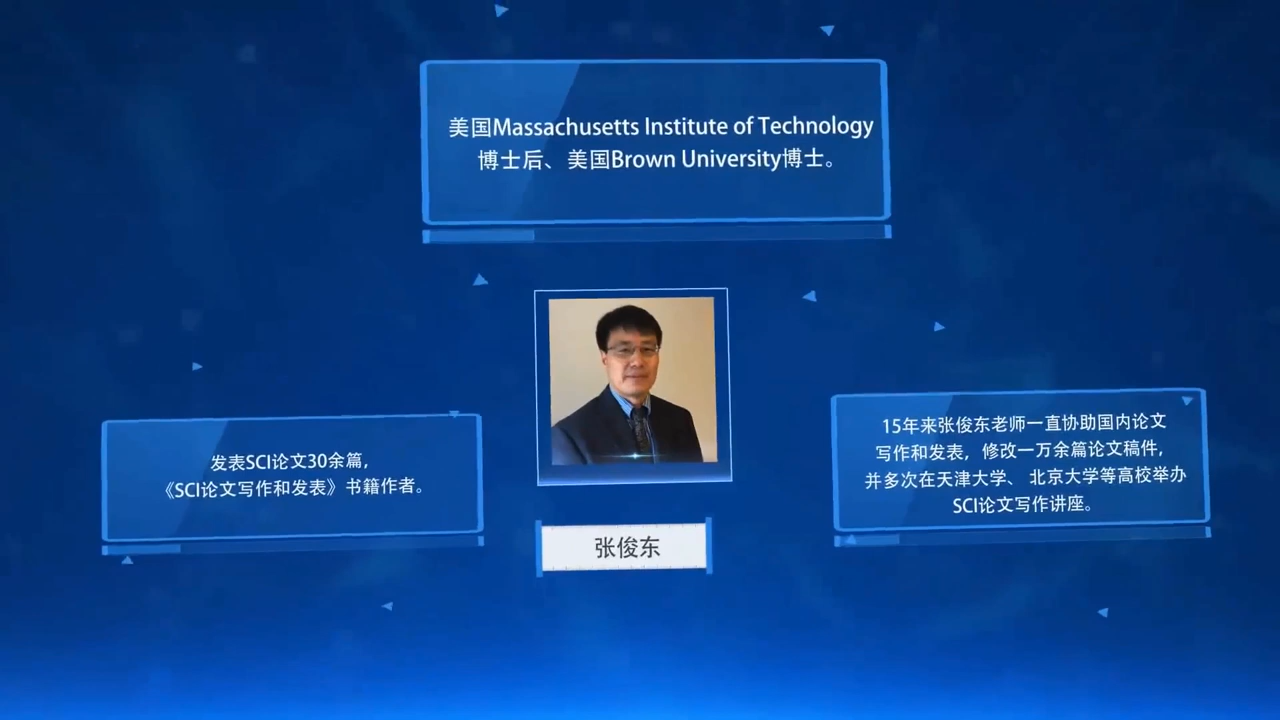 美国Massachusetts Institute of Technology
博士后、美国Brown University博士。
发表SCI论文30余篇,
《SCI论文写作和发表》书籍作者。
张俊东
15年来张俊东老师一直协助国内论文
写作和发表, 修改一万余篇论文稿件,
并多次在天津大学、 北京大学等高校举办
SCI论文写作讲座。